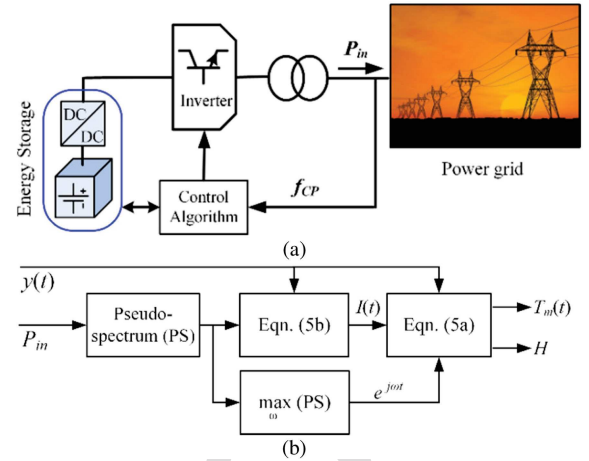 P_in
Inverter
DC
DC
Energy Storage
Power grid
Control
Algorithm
f_CP
(a)
y(t)
P_in
Pseudo-
spectrum (PS)
Eqn. (5b)
I(t)
Eqn. (5a)
T_m(t)
H
max (PS)
ω
e^jωt
(b)